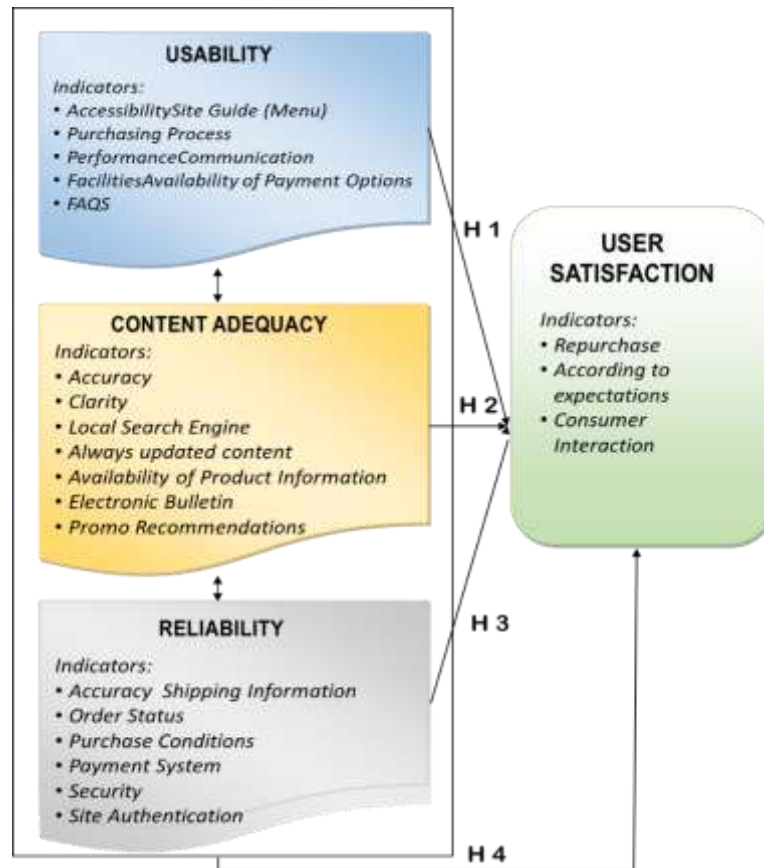 USABILITY
Indicators:
• AccessibilitySite Guide (Menu)
• Purchasing Process
• PerformanceCommunication
• FacilitiesAvailability of Payment Options
• FAQS
H 1
CONTENT ADEQUACY
Indicators:
• Accuracy
• Clarity
• Local Search Engine
• Always updated content
• Availability of Product Information
• Electronic Bulletin
• Promo Recommendations
H 2
RELIABILITY
Indicators:
• Accuracy Shipping Information
• Order Status
• Purchase Conditions
• Payment System
• Security
• Site Authentication
H 3
H 4
USER
SATISFACTION
Indicators:
• Repurchase
• According to
expectations
• Consumer
Interaction